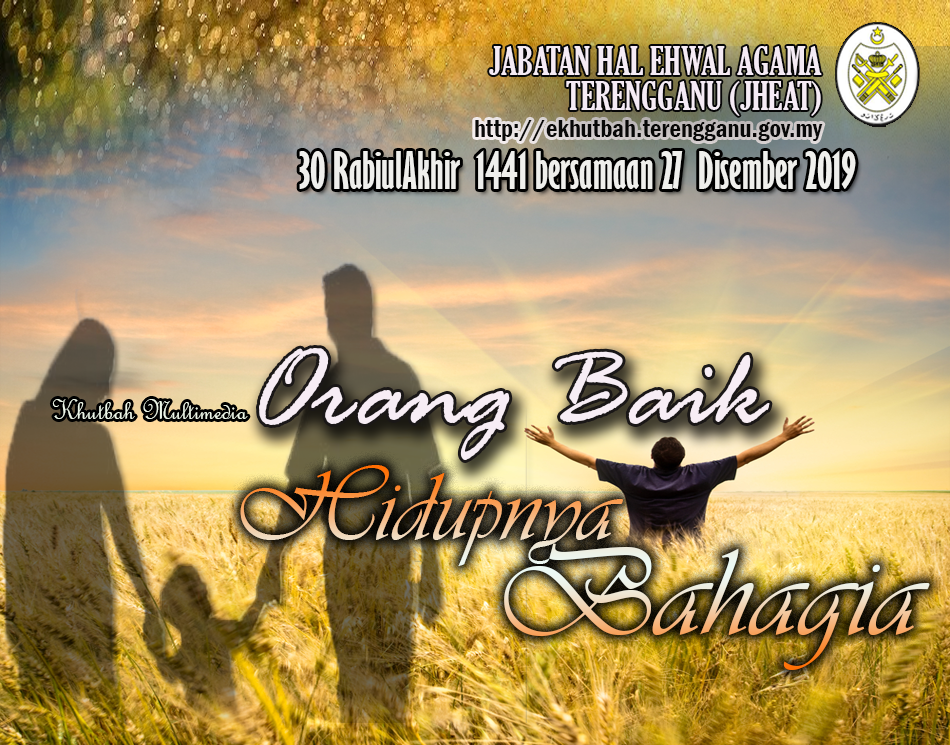 JABATAN HAL EHWAL AGAMA
TERENGGANU (JHEAT)
http://ekhutbah.terengganu.gov.my
30 RabiulAkhir 1441 bersamaan 27 Disember 2019
Khutbah Multimedia Orang Baik
Hidupnya
Bahagia